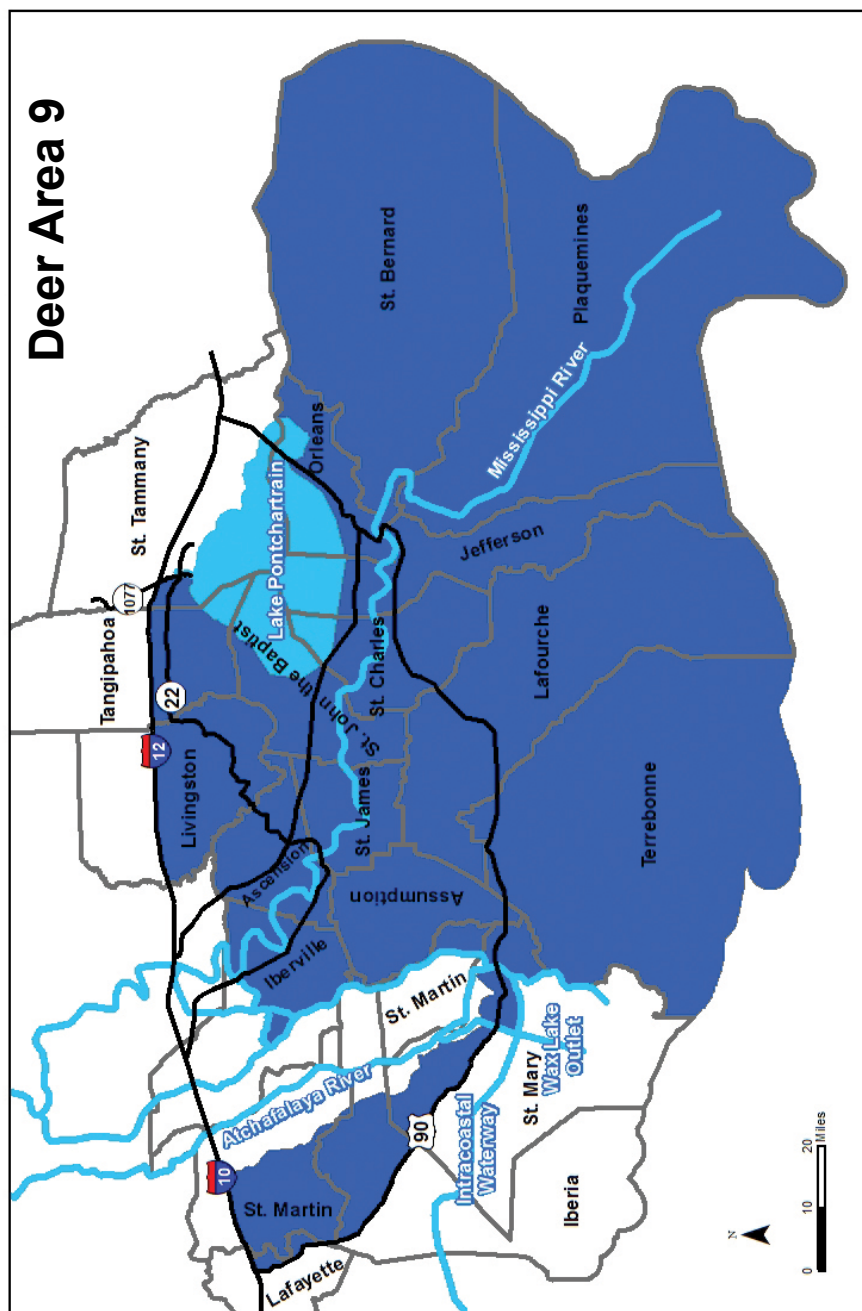 Deer Area 9
St. Tammany
Tangipahoa
1077
22
12
Livingston
Lake Pontchartrain
Orleans
St. Bernard
Plaquemines
Mississippi River
Jefferson
St. John the Baptist
St. Charles
Lafourche
St. James
Ascension
Assumption
Iberville
Terrebonne
St. Martin
Atchafalaya River
10
St. Martin
90
St. Mary
Wax Lake
Outlet
Intracoastal
Waterway
Iberia
Lafayette
N
0
10
20
Miles